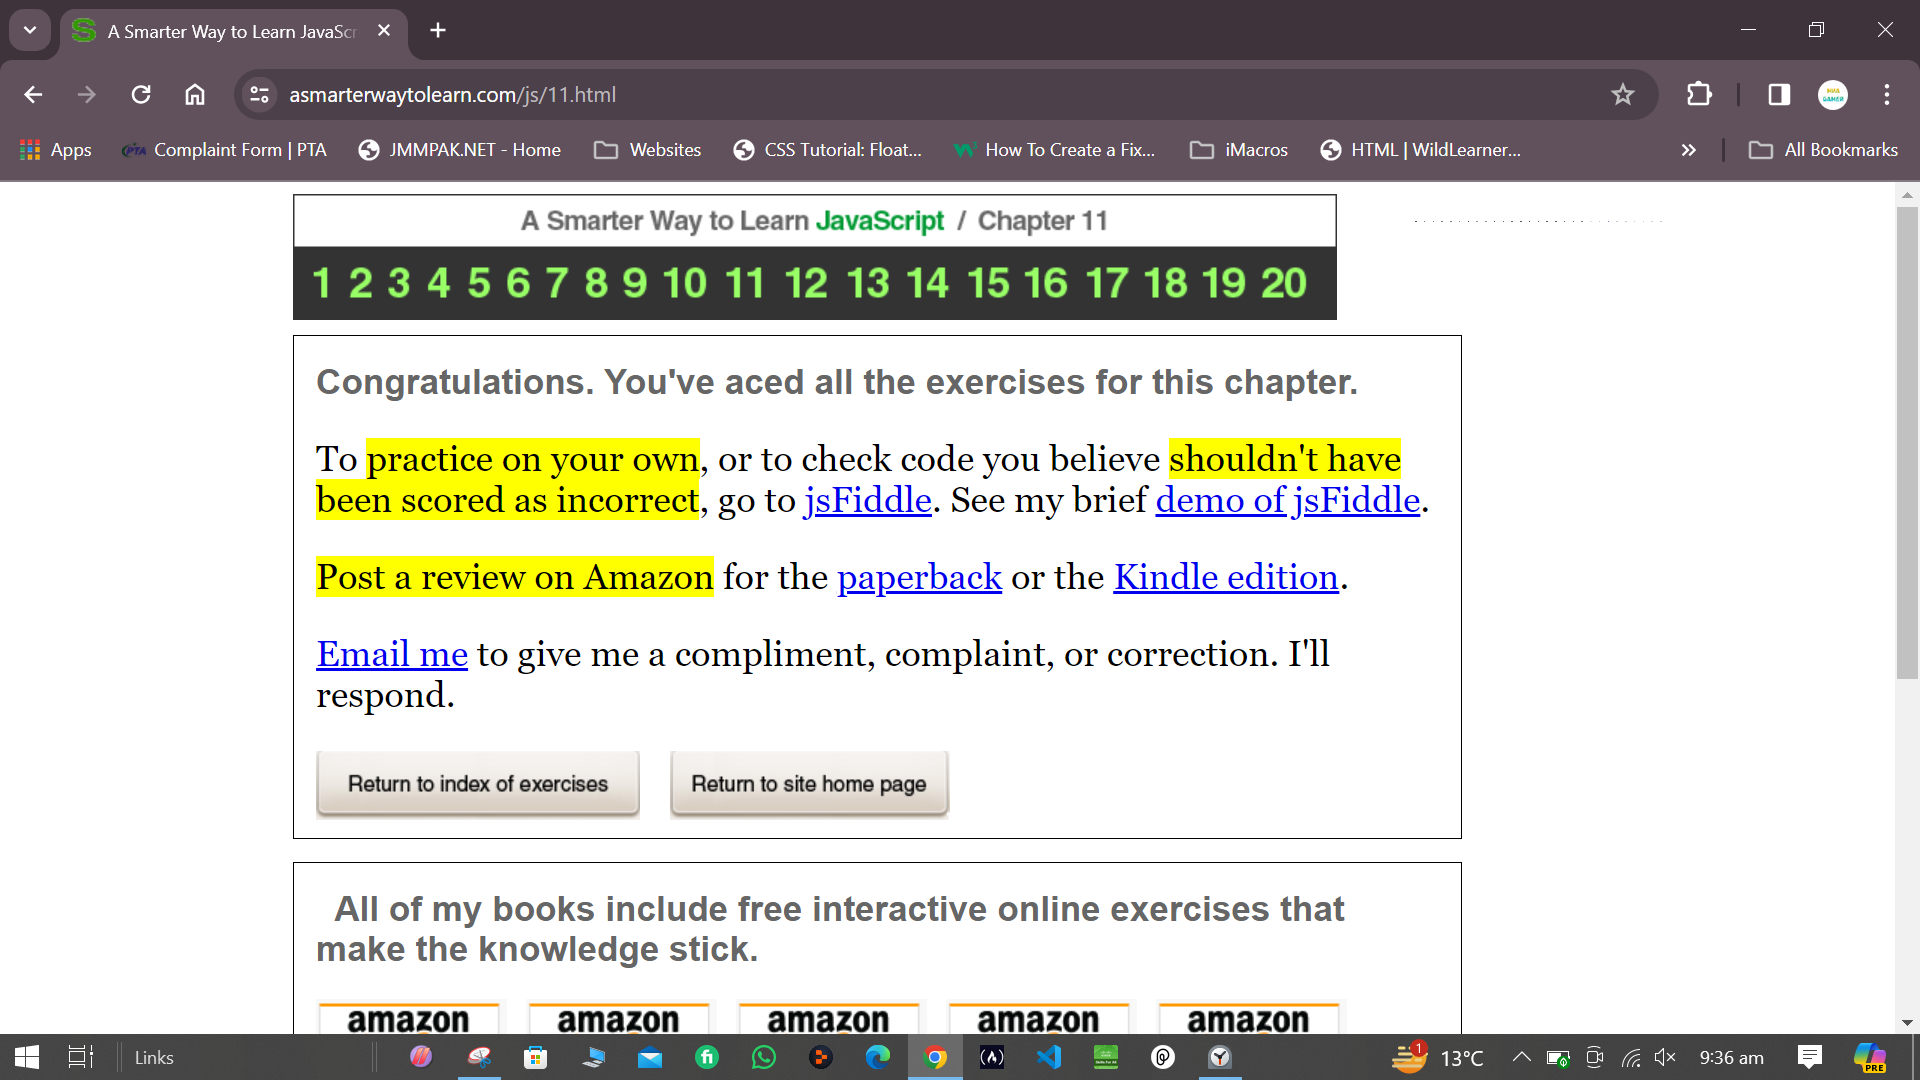 A Smarter Way to Learn JavaScr
asmarterwaytolearn.com/js/11.html
Apps Complaint Form | PTA JMMPAK.NET - Home Websites CSS Tutorial: Float... How To Create a Fix... iMacros HTML | WildLearner... All Bookmarks
A Smarter Way to Learn JavaScript / Chapter 11
1 2 3 4 5 6 7 8 9 10 11 12 13 14 15 16 17 18 19 20
Congratulations. You've aced all the exercises for this chapter.
To practice on your own, or to check code you believe shouldn't have
been scored as incorrect, go to jsFiddle. See my brief demo of jsFiddle.
Post a review on Amazon for the paperback or the Kindle edition.
Email me to give me a compliment, complaint, or correction. I'll
respond.
Return to index of exercises Return to site home page
All of my books include free interactive online exercises that
make the knowledge stick.
amazon amazon amazon amazon amazon
Links 1 13°C 9:36 am PRE